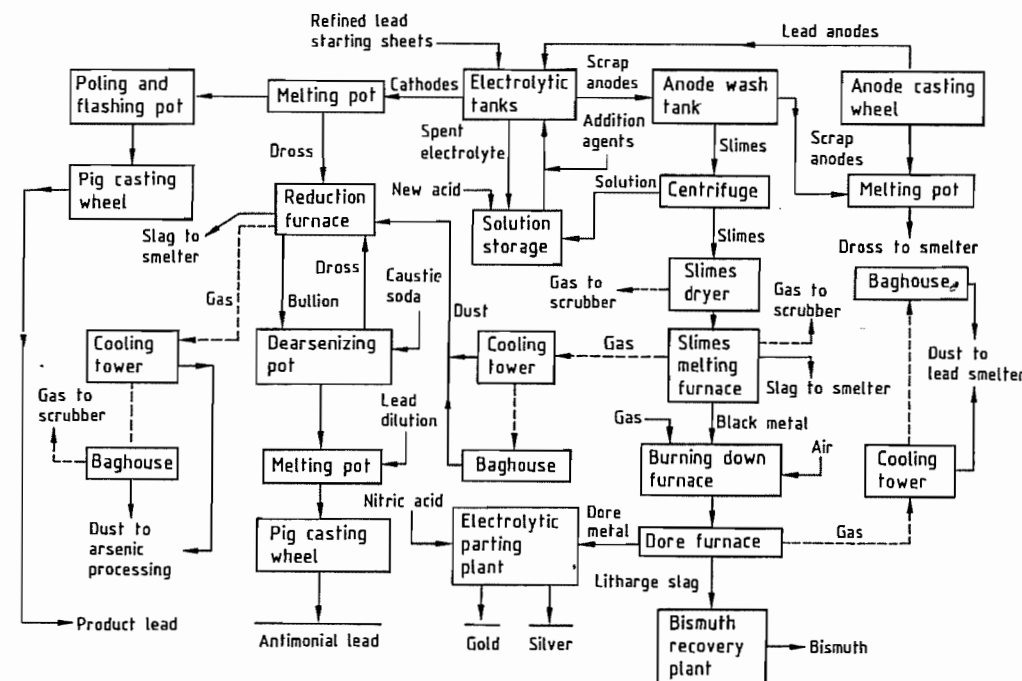 Refined lead
starting sheets
Lead anodes
Poling and
flashing pot
Melting pot
Cathodes
Electrolytic
tanks
Scrap
anodes
Anode wash
tank
Anode casting
wheel
Spent
electrolyte
Addition
agents
Scrap
anodes
Dross
Slimes
Pig casting
wheel
Reduction
furnace
New acid
Solution
storage
Solution
Centrifuge
Melting pot
Slag to
smelter
Slimes
Dross to smelter
Gas
Bullion
Dross
Caustic
soda
Dust
Gas to
scrubber
Slimes
dryer
Gas to
scrubber
Baghouse
Cooling
tower
Dearsenizing
pot
Cooling
tower
Gas
Slimes
melting
furnace
Slag to smelter
Dust to
lead smelter
Gas to
scrubber
Lead
dilution
Gas
Black metal
Air
Baghouse
Melting pot
Baghouse
Burning down
furnace
Cooling
tower
Dust to
arsenic
processing
Pig casting
wheel
Nitric acid
Electrolytic
parting
plant
Dore
metal
Dore furnace
Gas
Litharge slag
Product lead
Antimonial lead
Gold
Silver
Bismuth
recovery
plant
Bismuth